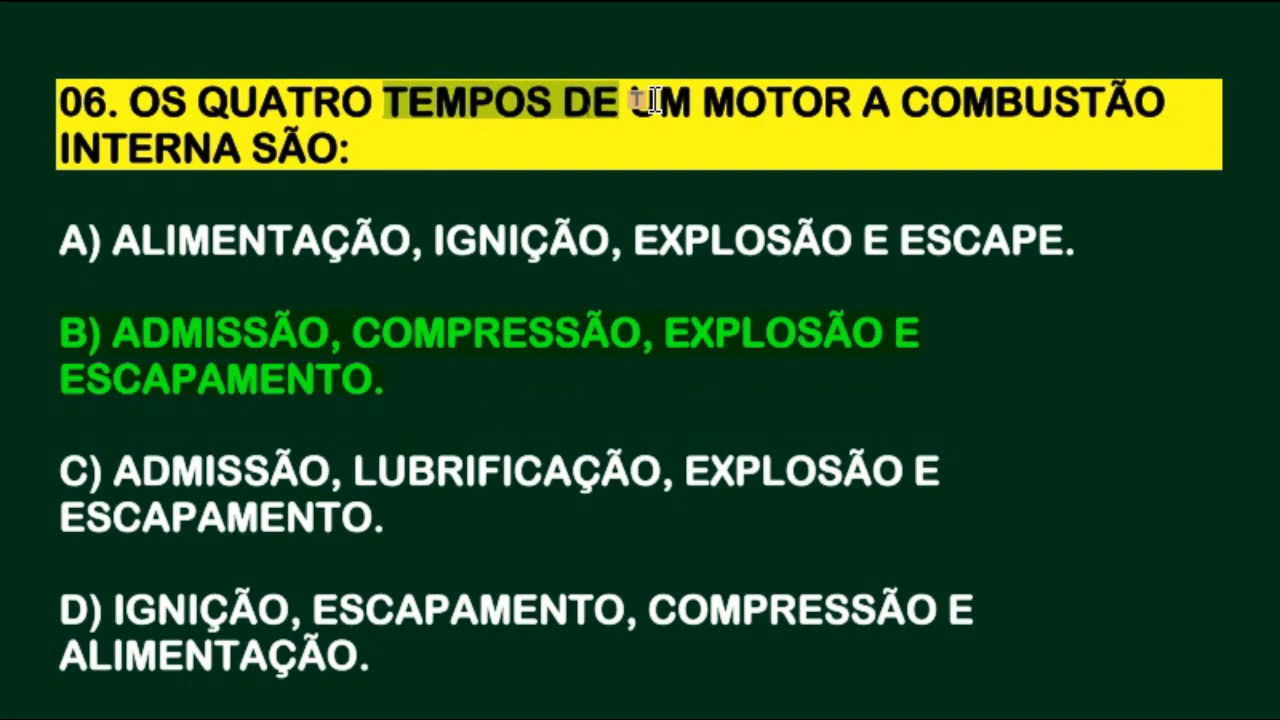 06. OS QUATRO TEMPOS DE UM MOTOR A COMBUSTÃO
INTERNA SÃO:
A) ALIMENTAÇÃO, IGNIÇÃO, EXPLOSÃO E ESCAPE.
B) ADMISSÃO, COMPRESSÃO, EXPLOSÃO E
ESCAPAMENTO.
C) ADMISSÃO, LUBRIFICAÇÃO, EXPLOSÃO E
ESCAPAMENTO.
D) IGNIÇÃO, ESCAPAMENTO, COMPRESSÃO E
ALIMENTAÇÃO.